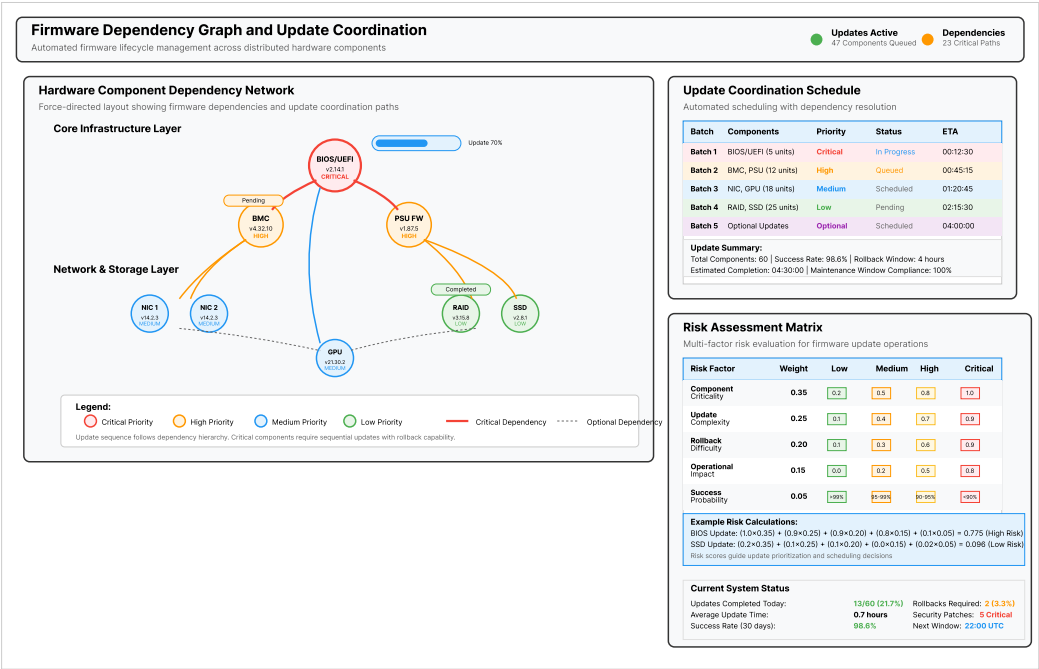 Firmware Dependency Graph and Update Coordination
Automated firmware lifecycle management across distributed hardware components
Updates Active
47 Components Queued
Dependencies
23 Critical Paths
Hardware Component Dependency Network
Force-directed layout showing firmware dependencies and update coordination paths
Core Infrastructure Layer
Update 70%
BIOS/UEFI
v2.14.1
CRITICAL
Pending
BMC
v4.32.10
HIGH
PSU FW
v1.87.5
HIGH
Network & Storage Layer
Completed
NIC 1
v14.2.3
MEDIUM
NIC 2
v14.2.3
MEDIUM
RAID
v3.15.8
LOW
SSD
v2.8.1
LOW
GPU
v21.30.2
MEDIUM
Legend:
Critical Priority
High Priority
Medium Priority
Low Priority
Critical Dependency
Optional Dependency
Update sequence follows dependency hierarchy. Critical components require sequential updates with rollback capability.
Update Coordination Schedule
Automated scheduling with dependency resolution
Batch Components Priority Status ETA
Batch 1 BIOS/UEFI (5 units) Critical In Progress 00:12:30
Batch 2 BMC, PSU (12 units) High Queued 00:45:15
Batch 3 NIC, GPU (18 units) Medium Scheduled 01:20:45
Batch 4 RAID, SSD (25 units) Low Pending 02:15:30
Batch 5 Optional Updates Optional Scheduled 04:00:00
Update Summary:
Total Components: 60 | Success Rate: 98.6% | Rollback Window: 4 hours
Estimated Completion: 04:30:00 | Maintenance Window Compliance: 100%
Risk Assessment Matrix
Multi-factor risk evaluation for firmware update operations
Risk Factor Weight Low Medium High Critical
Component
Criticality
0.35 0.2 0.5 0.8 1.0
Update
Complexity
0.25 0.1 0.4 0.7 0.9
Rollback
Difficulty
0.20 0.1 0.3 0.6 0.9
Operational
Impact
0.15 0.0 0.2 0.5 0.8
Success
Probability
0.05 >99% 95-99% 90-95% <90%
Example Risk Calculations:
BIOS Update: (1.0×0.35) + (0.9×0.25) + (0.9×0.20) + (0.8×0.15) + (0.1×0.05) = 0.775 (High Risk)
SSD Update: (0.2×0.35) + (0.1×0.25) + (0.1×0.20) + (0.0×0.15) + (0.02×0.05) = 0.096 (Low Risk)
Risk scores guide update prioritization and scheduling decisions
Current System Status
Updates Completed Today: 13/60 (21.7%) Rollbacks Required: 2 (3.3%)
Average Update Time: 0.7 hours Security Patches: 5 Critical
Success Rate (30 days): 98.6% Next Window: 22:00 UTC